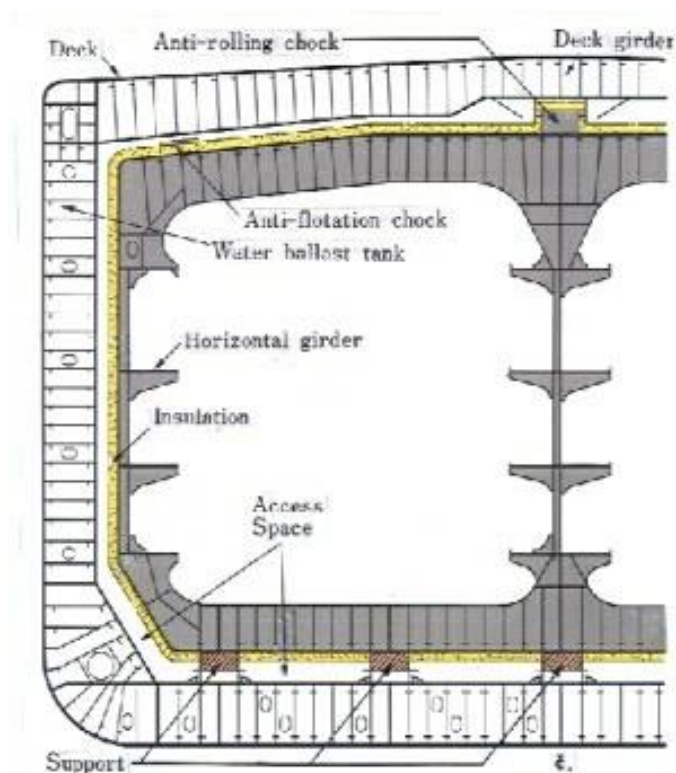 Deck
Anti-rolling chock
Deck girder
Anti-flotation chock
Water ballast tank
Horizontal girder
Insulation
Access
Space
Support